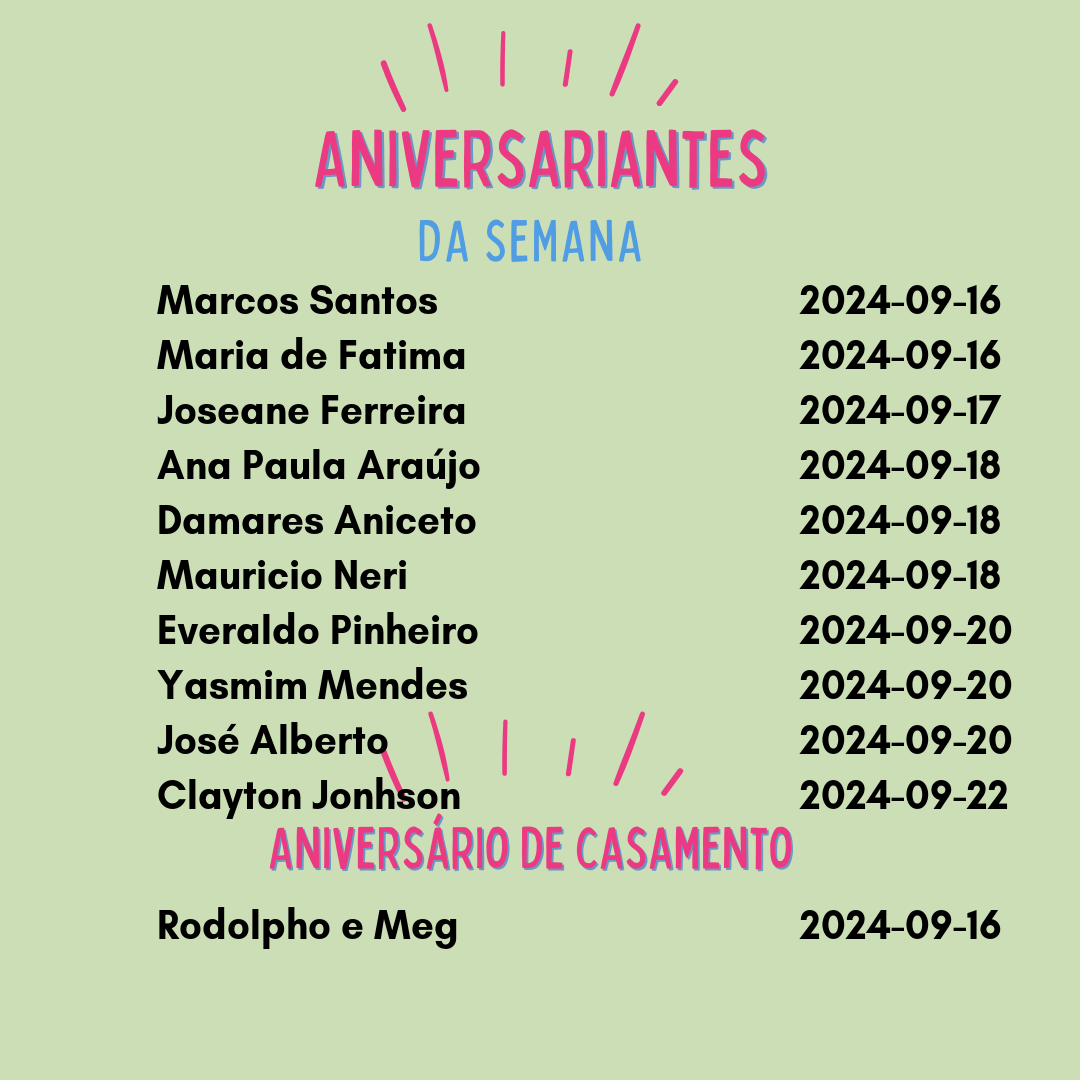 ANIVERSARIANTES
DA SEMANA
Marcos Santos 2024-09-16
Maria de Fatima 2024-09-16
Joseane Ferreira 2024-09-17
Ana Paula Araújo 2024-09-18
Damares Aniceto 2024-09-18
Mauricio Neri 2024-09-18
Everaldo Pinheiro 2024-09-20
Yasmim Mendes 2024-09-20
José Alberto 2024-09-20
Clayton Jonhson 2024-09-22
ANIVERSÁRIO DE CASAMENTO
Rodolpho e Meg 2024-09-16